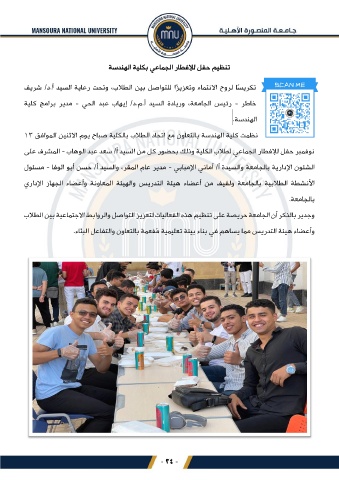 MANSOURA NATIONAL UNIVERSITY
جـامـعـة المنصورة الأهـلـيـة
تنظيم حفل للإفطار الجماعي بكلية الهندسة
SCAN ME
تكريسًا لروح الانتماء وتعزيزًا للتواصل بين الطلاب، وتحت رعاية السيد أ.د/ شريف
خاطر - رئيس الجامعة، وريادة السيد أ.م.د/ إيهاب عبد الحي - مدير برامج كلية
الهندسة.
نظمت كلية الهندسة بالتعاون مع اتحاد الطلاب بالكلية صباح يوم الاثنين الموافق ١٣
نوفمبر حفل للإفطار الجماعي لطلاب الكلية وذلك بحضور كل من السيد أ/ سعد عبد الوهاب - المشرف على
الشئون الإدارية بالجامعة والسيدة أ/ أماني الإمبابي - مدير عام المقر، والسيد أ/ حسن أبو الوفا - مسئول
الأنشطة الطلابية بالجامعة ولفيف من أعضاء هيئة التدريس والهيئة المعاونة وأعضاء الجهاز الإداري
بالجامعة.
وجدير بالذكر أن الجامعة حريصة على تنظيم هذه الفعاليات لتعزيز التواصل والروابط الاجتماعية بين الطلاب
وأعضاء هيئة التدريس مما يساهم في بناء بيئة تعليمية مُفعمة بالتعاون والتفاعل البنّاء.
- ٢٤ -